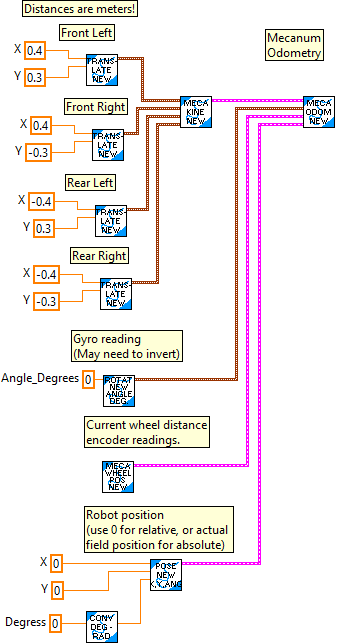 Distances are meters!
Front Left
Mecanum
Odometry
X 0.4
Y 0.3
TRANS-
LATE
NEW
MECA
KINE
NEW
MECA
ODOM
NEW
Front Right
X 0.4
Y -0.3
TRANS-
LATE
NEW
Rear Left
X -0.4
Y 0.3
TRANS-
LATE
NEW
Rear Right
X -0.4
Y -0.3
TRANS-
LATE
NEW
Gyro reading
(May need to invert)
Angle_Degrees 0
ROTAT
NEW
ANGLE
DEG
Current wheel distance
encoder readings.
MECA
WHEEL
POS
NEW
Robot position
(use 0 for relative, or actual
field position for absolute)
X 0
Y 0
POSE
NEW
X,Y,ANG
Degress 0
CONV
DEG -
RAD